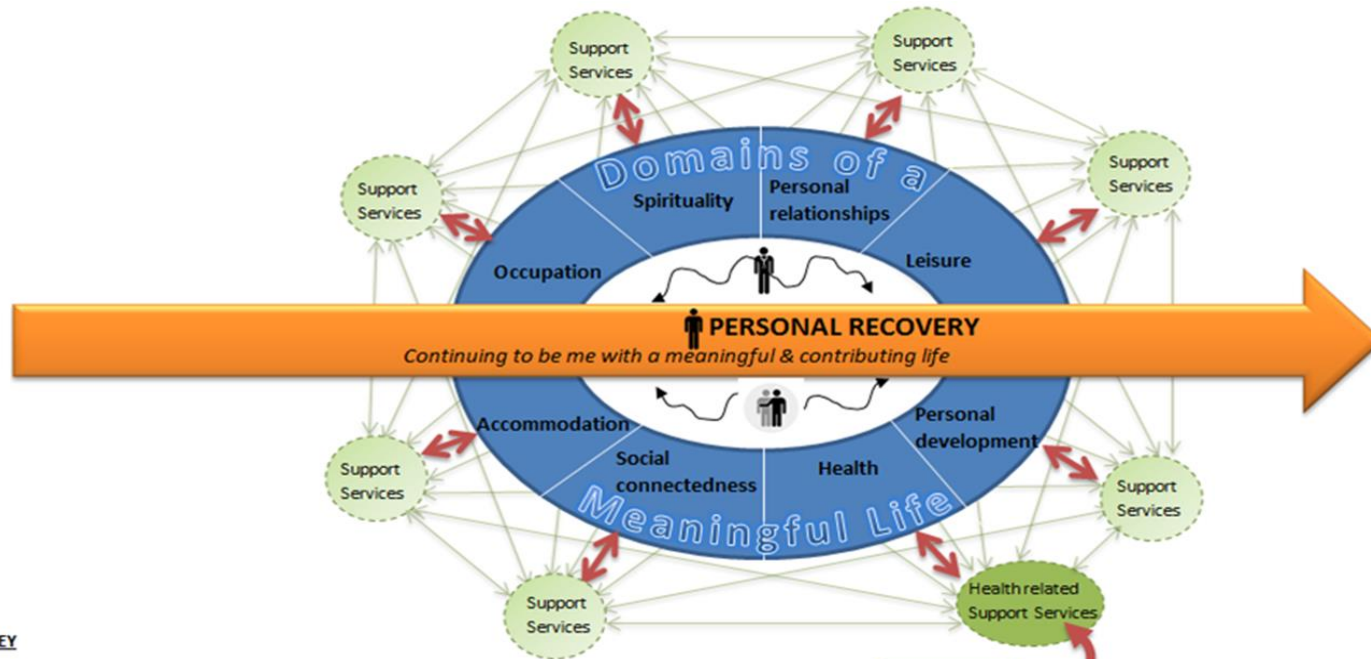 Support
Services
Support
Services
Support
Services
Support
Services
Domains of a
Spirituality
Personal
relationships
Occupation
Leisure
PERSONAL RECOVERY
Continuing to be me with a meaningful & contributing life
Accommodation
Personal
development
Social
connectedness
Health
Meaningful Life
Support
Services
Support
Services
Support
Services
Health related
Support Services
EY